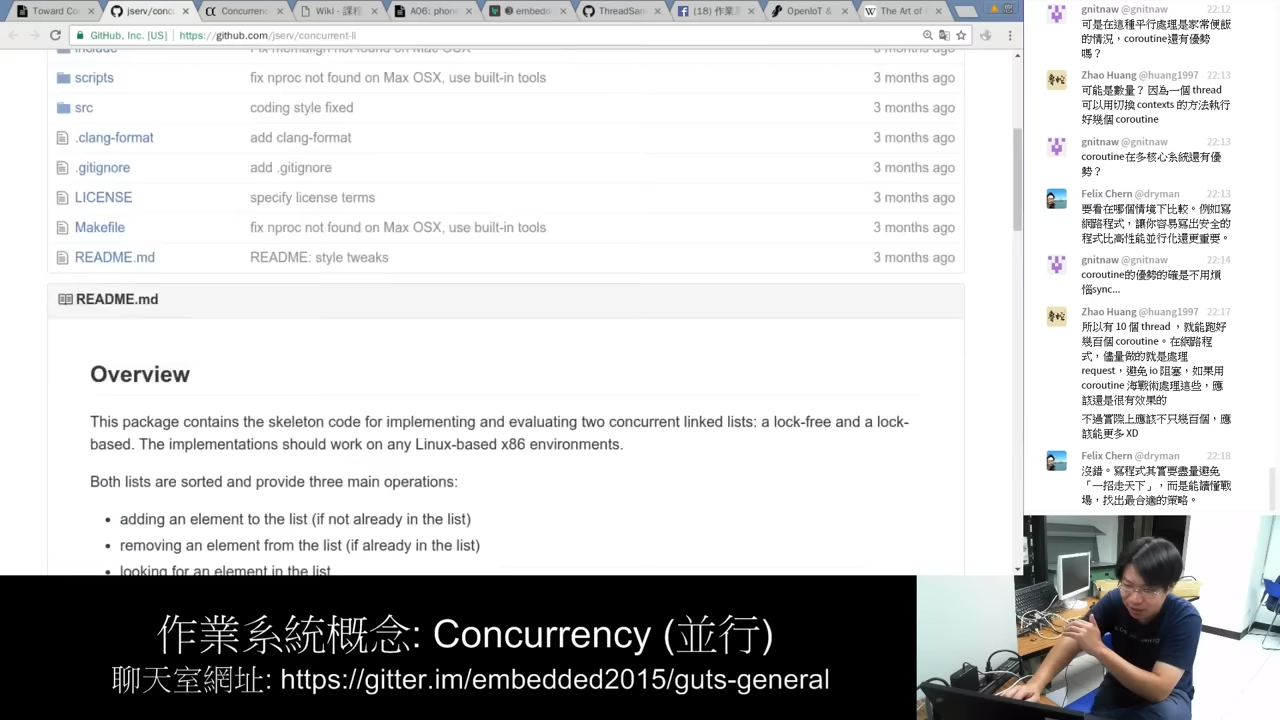 Toward Co
jserv/conc
Concurrenc
Wiki - 課程
A06: phon
embedd
ThreadSan
(18) 作業
OpenIoT &
The Art of
GitHub, Inc. [US]
https://github.com/jserv/concurrent-ll
include
Fix memalign not found on Mac OSX
scripts
fix nproc not found on Max OSX, use built-in tools
3 months ago
src
coding style fixed
3 months ago
.clang-format
add clang-format
3 months ago
.gitignore
add .gitignore
3 months ago
LICENSE
specify license terms
3 months ago
Makefile
fix nproc not found on Max OSX, use built-in tools
3 months ago
README.md
README: style tweaks
3 months ago
README.md
Overview
This package contains the skeleton code for implementing and evaluating two concurrent linked lists: a lock-free and a lock-
based. The implementations should work on any Linux-based x86 environments.
Both lists are sorted and provide three main operations:
• adding an element to the list (if not already in the list)
• removing an element from the list (if already in the list)
• looking for an element in the list
gnitnaw @gnitnaw 22:12
可是在這種平行處理是家常便飯
的情況,coroutine還有優勢
嗎?
Zhao Huang @huang1997 22:13
可能是數量? 因為一個 thread
可以用切換 contexts 的方法執行
好幾個 coroutine
gnitnaw @gnitnaw 22:13
coroutine在多核心系統還有優
勢?
Felix Chern @dryman 22:13
要看在哪個情境下比較。例如寫
網路程式,讓你容易寫出安全的
程式比高性能並行化還更重要。
gnitnaw @gnitnaw 22:14
coroutine的優勢的確是不用煩
惱sync...
Zhao Huang @huang1997 22:17
所以有 10 個 thread ,就能跑好
幾百個 coroutine。在網路程
式,儘量做的就是處理
request,避免 io 阻塞,如果用
coroutine 海戰術處理這些,應
該還是很有效果的
不過實際上應該不只幾百個,應
該能更多 XD
Felix Chern @dryman 22:18
沒錯。寫程式其實要盡量避免
「一招走天下」,而是能讀懂戰
場,找出最合適的策略。
作業系統概念: Concurrency (並行)
聊天室網址: https://gitter.im/embedded2015/guts-general